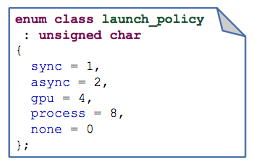 enum class launch_policy
: unsigned char
{
sync = 1,
async = 2,
gpu = 4,
process = 8,
none = 0
};